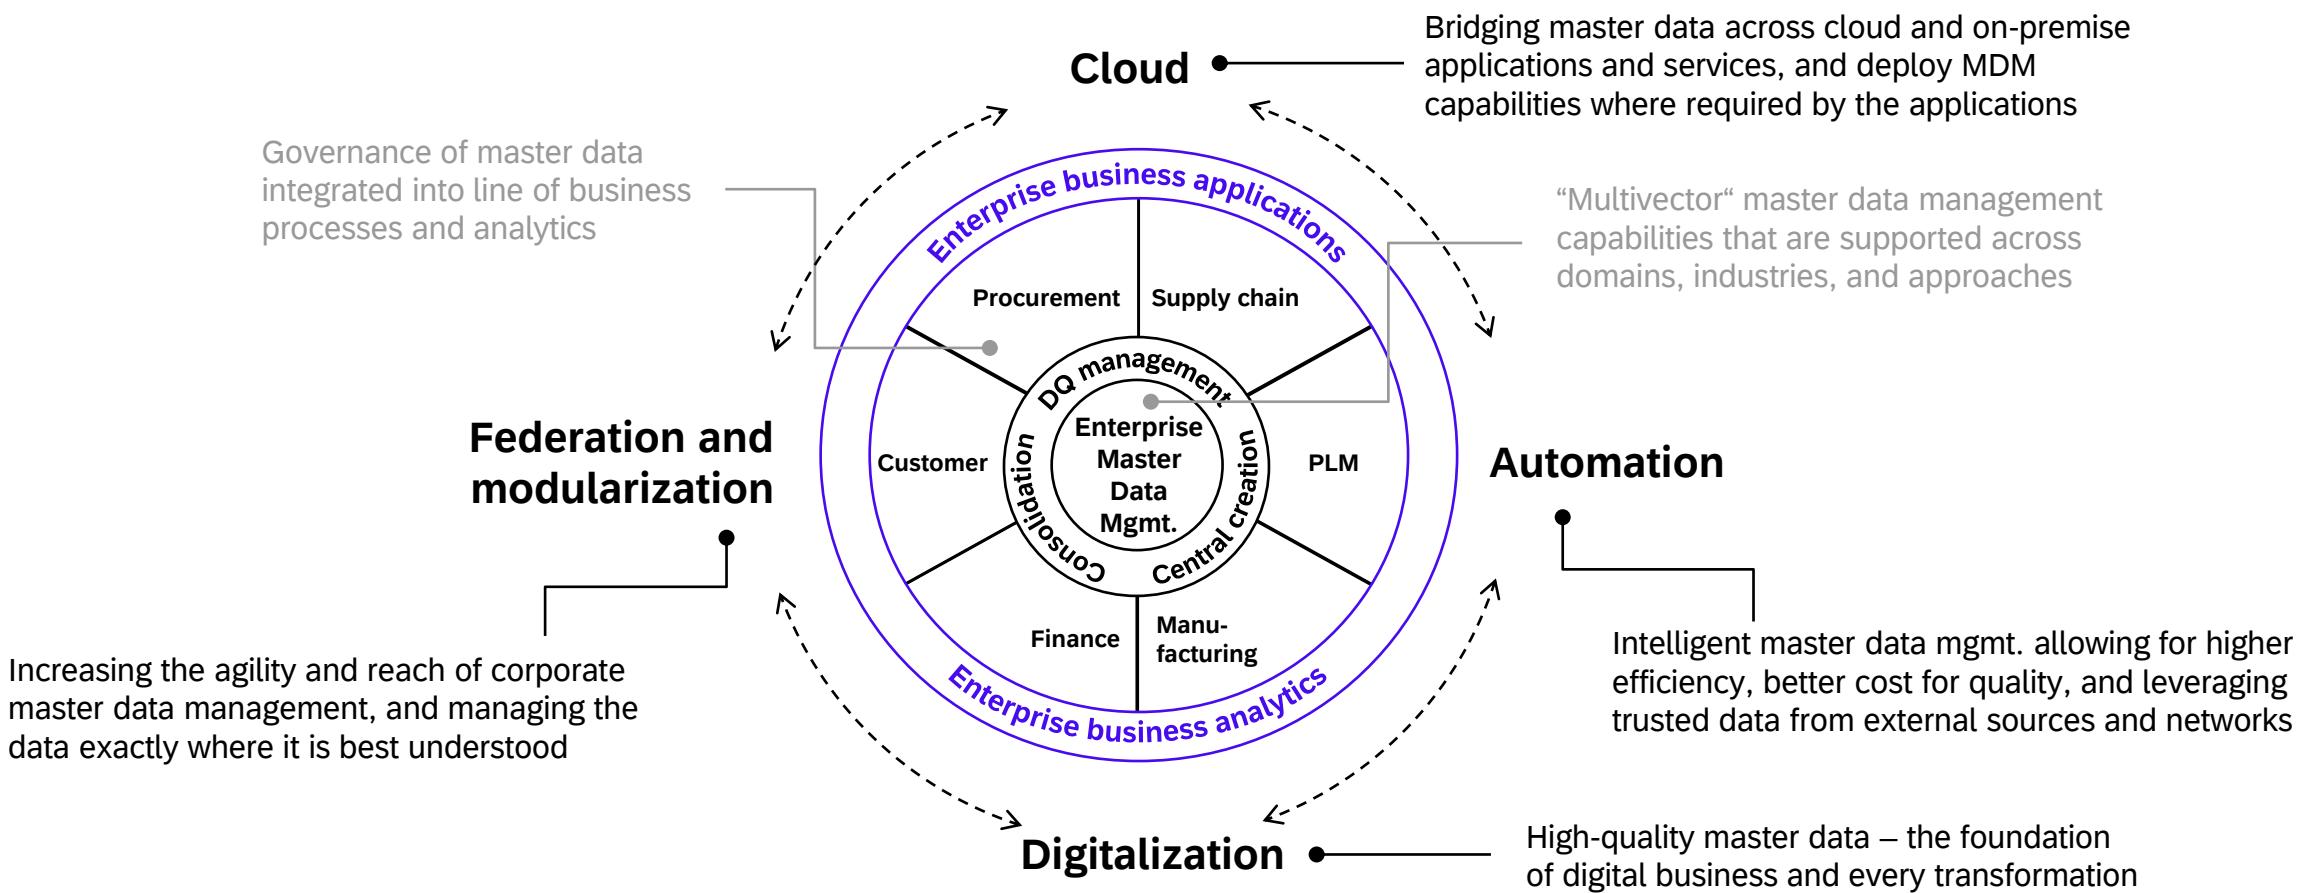 Cloud
Bridging master data across cloud and on-premise
applications and services, and deploy MDM
capabilities where required by the applications
Governance of master data
integrated into line of business
processes and analytics
“Multivector“ master data management
capabilities that are supported across
domains, industries, and approaches
Enterprise business applications
Procurement
Supply chain
DQ management
Enterprise
Master
Data
Mgmt.
Consolidation
Central creation
Customer
PLM
Federation and
modularization
Automation
Finance
Manu-
facturing
Enterprise business analytics
Increasing the agility and reach of corporate
master data management, and managing the
data exactly where it is best understood
Intelligent master data mgmt. allowing for higher
efficiency, better cost for quality, and leveraging
trusted data from external sources and networks
Digitalization
High-quality master data – the foundation
of digital business and every transformation